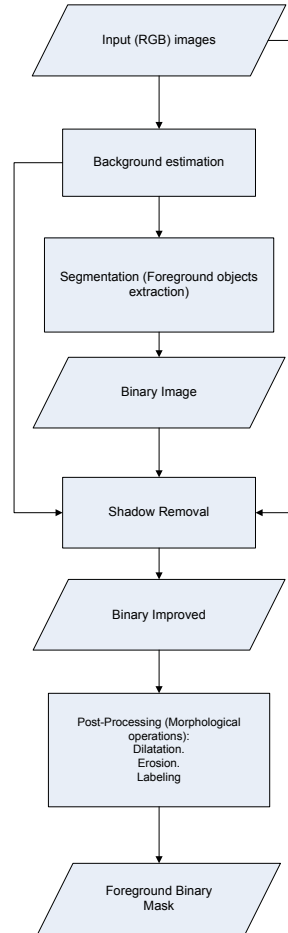 Input (RGB) images
Background estimation
Segmentation (Foreground objects
extraction)
Binary Image
Shadow Removal
Binary Improved
Post-Processing (Morphological
operations):
Dilatation.
Erosion.
Labeling
Foreground Binary
Mask